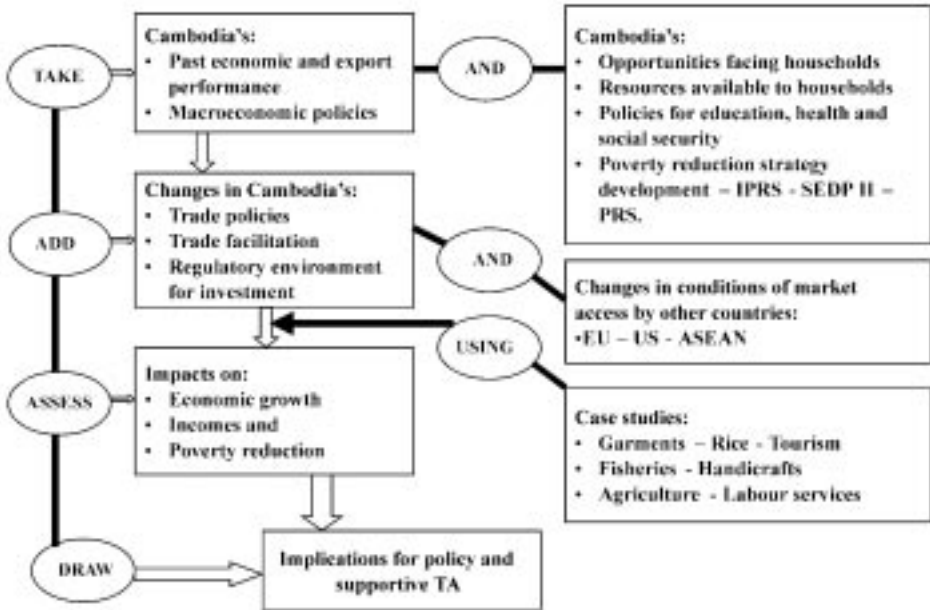 TAKE
Cambodia's:
• Past economic and export
performance
• Macroeconomic policies
AND
Cambodia's:
• Opportunities facing households
• Resources available to households
• Policies for education, health and
social security
• Poverty reduction strategy
development – IPRS - SEDP II –
PRS.
ADD
Changes in Cambodia's:
• Trade policies
• Trade facilitation
• Regulatory environment
for investment
AND
Changes in conditions of market
access by other countries:
•EU – US - ASEAN
USING
ASSESS
Impacts on:
• Economic growth
• Incomes and
• Poverty reduction
Case studies:
• Garments – Rice - Tourism
• Fisheries - Handicrafts
• Agriculture - Labour services
DRAW
Implications for policy and
supportive TA